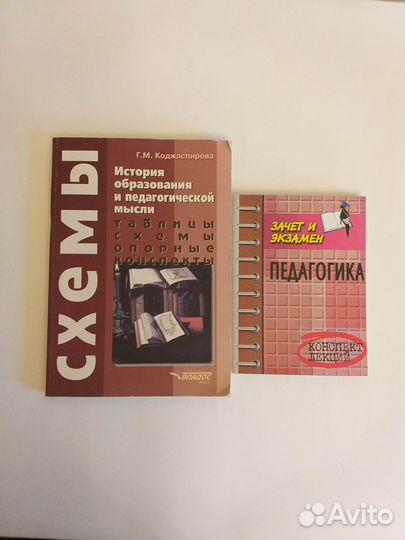 СХЕМЫ
Г.М. Коджаспирова
История
образования
и педагогической
мысли
таблицы
схемы
опорные
конспекты
ВЛАДОС
ЗАЧЕТ И
ЭКЗАМЕН
ПЕДАГОГИКА
КОНСПЕКТ
ЛЕКЦИЙ
Avito